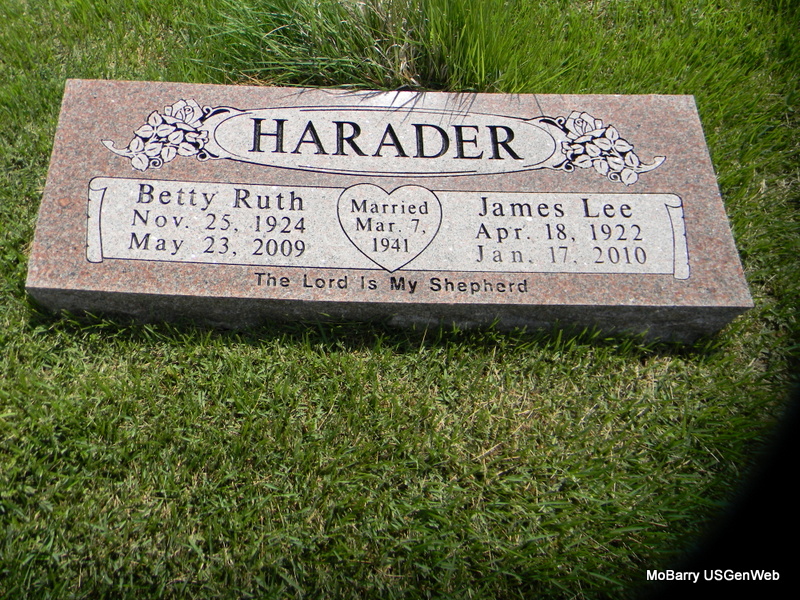 HARADER
Betty Ruth
Nov. 25, 1924
May 23, 2009
Married
Mar. 7,
1941
James Lee
Apr. 18, 1922
Jan. 17, 2010
The Lord Is My Shepherd
MoBarry USGenWeb